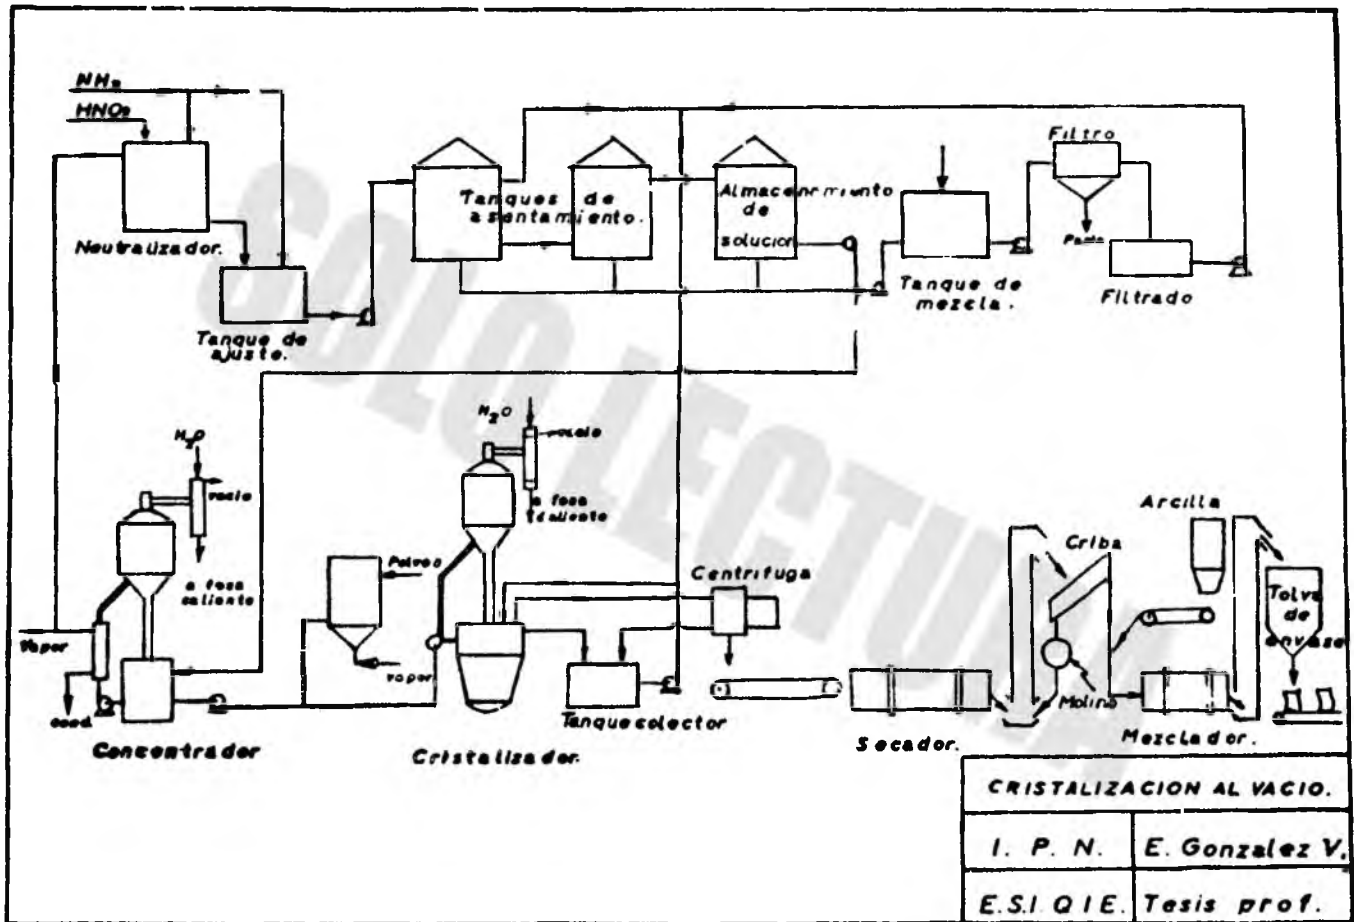 NH₃
HNO₃
Neutralizador.
Tanque de
ajuste.
Tanques de
asentamiento.
Almacenamiento
de
solucion
Tanque de
mezcla.
Filtro
Pasta
Filtrado
H₂O
vacio
a fosa
caliente
Vapor
cond.
Concentrador
H₂O
vacio
a fosa
caliente
Polvos
vapor
Cristalizador.
Centrifuga
Tanque colector
Secador.
Criba
Molino
Arcilla
Mezclador.
Tolva
de
envase
SOLO LECTURA
CRISTALIZACION AL VACIO.
I. P. N.
E. Gonzalez V.
E.S.I.Q.I.E.
Tesis prof.